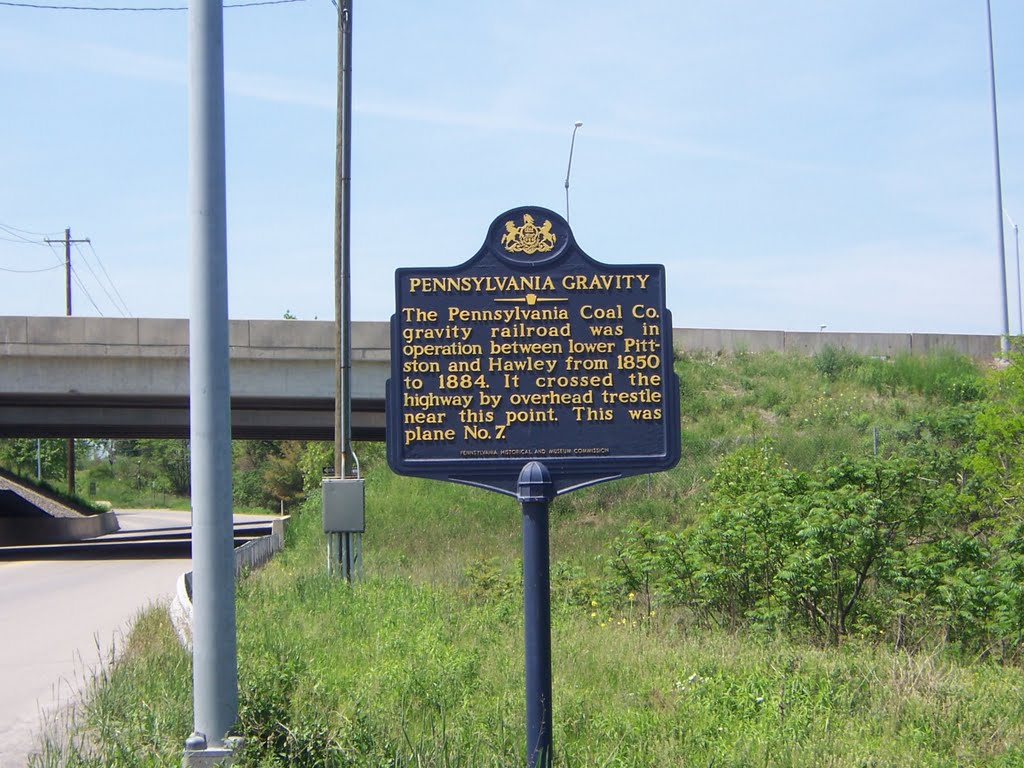 PENNSYLVANIA GRAVITY
The Pennsylvania Coal Co.
gravity railroad was in
operation between lower Pitt-
ston and Hawley from 1850
to 1884. It crossed the
highway by overhead trestle
near this point. This was
plane No. 7.
PENNSYLVANIA HISTORICAL AND MUSEUM COMMISSION